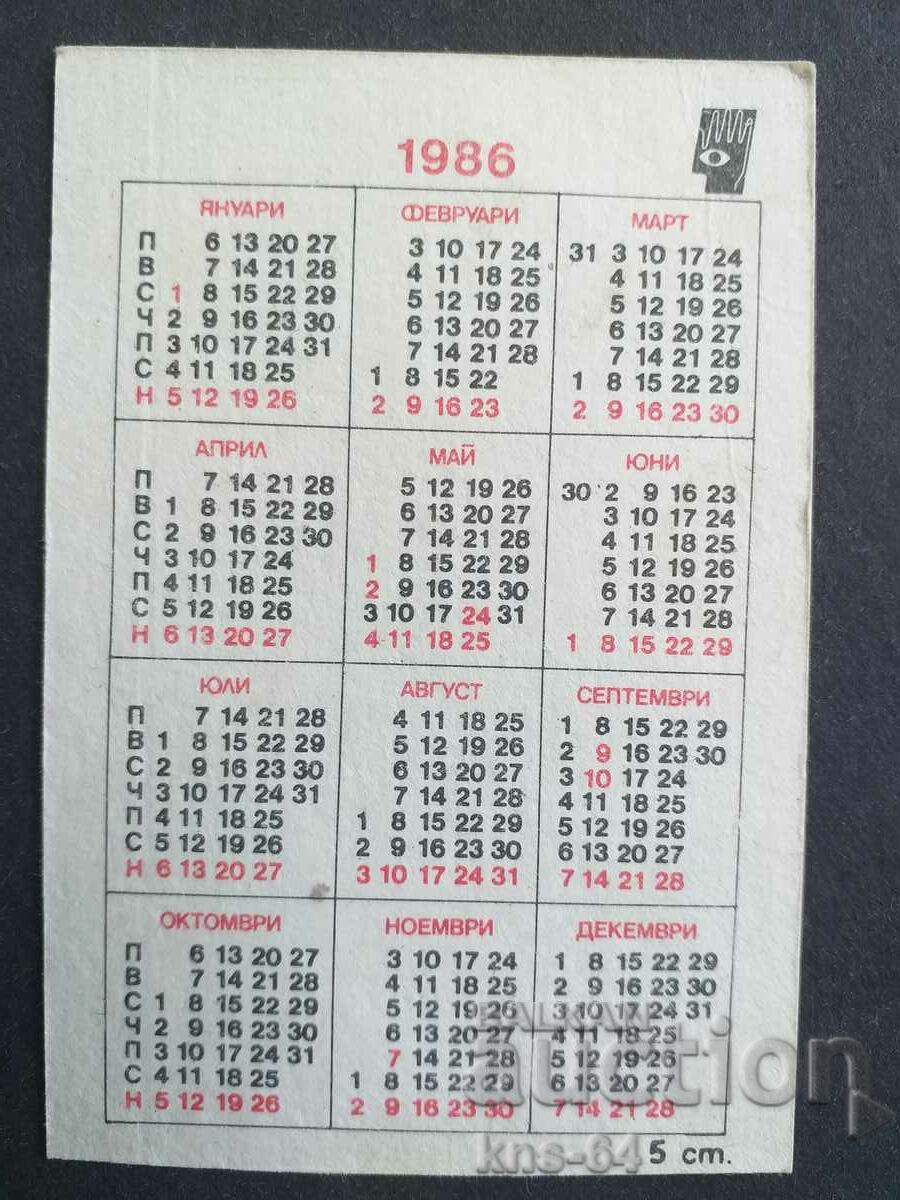 1986
ЯНУАРИ ФЕВРУАРИ МАРТ
П 6 13 20 27 3 10 17 24 31 3 10 17 24
В 7 14 21 28 4 11 18 25 4 11 18 25
С 1 8 15 22 29 5 12 19 26 5 12 19 26
Ч 2 9 16 23 30 6 13 20 27 6 13 20 27
П 3 10 17 24 31 7 14 21 28 7 14 21 28
С 4 11 18 25 1 8 15 22 1 8 15 22 29
Н 5 12 19 26 2 9 16 23 2 9 16 23 30
АПРИЛ МАЙ ЮНИ
П 7 14 21 28 5 12 19 26 30 2 9 16 23
В 1 8 15 22 29 6 13 20 27 3 10 17 24
С 2 9 16 23 30 7 14 21 28 4 11 18 25
Ч 3 10 17 24 1 8 15 22 29 5 12 19 26
П 4 11 18 25 2 9 16 23 30 6 13 20 27
С 5 12 19 26 3 10 17 24 31 7 14 21 28
Н 6 13 20 27 4 11 18 25 1 8 15 22 29
ЮЛИ АВГУСТ СЕПТЕМВРИ
П 7 14 21 28 4 11 18 25 1 8 15 22 29
В 1 8 15 22 29 5 12 19 26 2 9 16 23 30
С 2 9 16 23 30 6 13 20 27 3 10 17 24
Ч 3 10 17 24 31 7 14 21 28 4 11 18 25
П 4 11 18 25 1 8 15 22 29 5 12 19 26
С 5 12 19 26 2 9 16 23 30 6 13 20 27
Н 6 13 20 27 3 10 17 24 31 7 14 21 28
ОКТОМВРИ НОЕМВРИ ДЕКЕМВРИ
П 6 13 20 27 3 10 17 24 1 8 15 22 29
В 7 14 21 28 4 11 18 25 2 9 16 23 30
С 1 8 15 22 29 5 12 19 26 3 10 17 24 31
Ч 2 9 16 23 30 6 13 20 27 4 11 18 25
П 3 10 17 24 31 7 14 21 28 5 12 19 26
С 4 11 18 25 1 8 15 22 29 6 13 20 27
Н 5 12 19 26 2 9 16 23 30 7 14 21 28
BALKAN
auction
kns-64
5 ст.